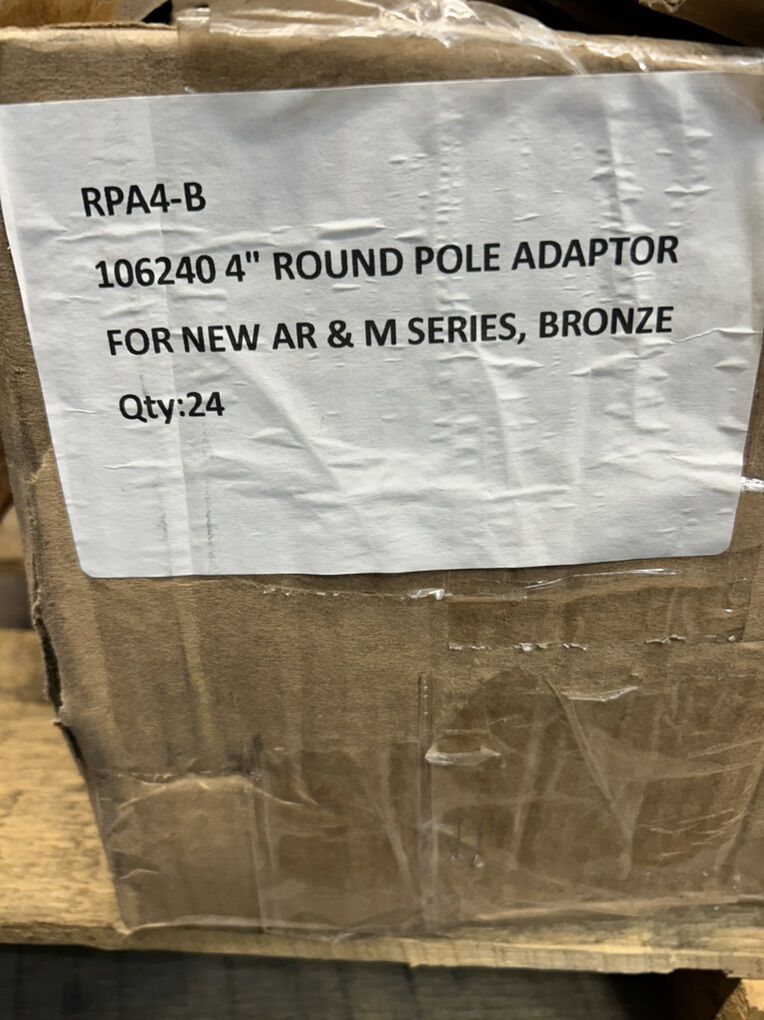 RPA4-B
106240 4" ROUND POLE ADAPTOR
FOR NEW AR & M SERIES, BRONZE
Qty:24